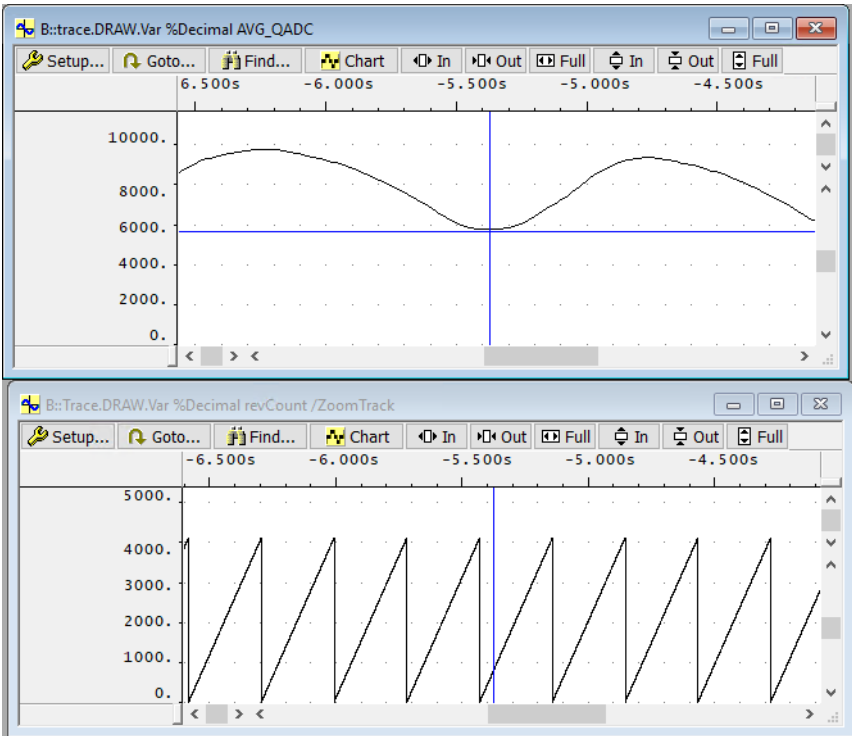 B::trace.DRAW.Var %Decimal AVG_QADC
Setup... Goto... Find... Chart In Out Full In Out Full
6.500s -6.000s -5.500s -5.000s -4.500s
10000.
8000.
6000.
4000.
2000.
0.
B::Trace.DRAW.Var %Decimal revCount /ZoomTrack
Setup... Goto... Find... Chart In Out Full In Out Full
-6.500s -6.000s -5.500s -5.000s -4.500s
5000.
4000.
3000.
2000.
1000.
0.